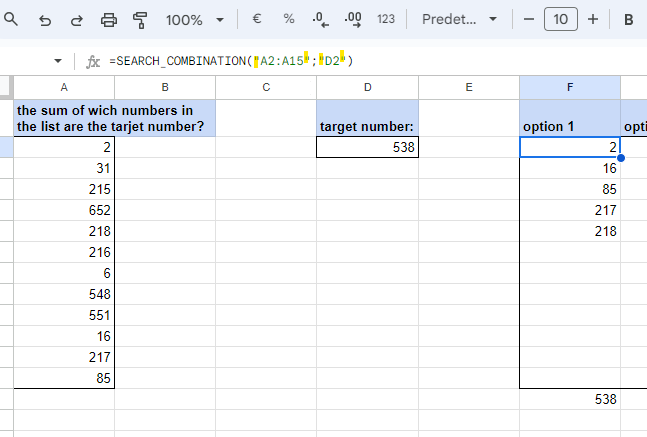 100% € % .0 .00 123 Predet... − 10 + B
fx =SEARCH_COMBINATION("A2:A15";"D2")
A B C D E F
the sum of wich numbers in
the list are the tarjet number?
target number:
option 1
opti
2 538 2
31 16
215 85
652 217
218 218
216
6
548
551
16
217
85
538